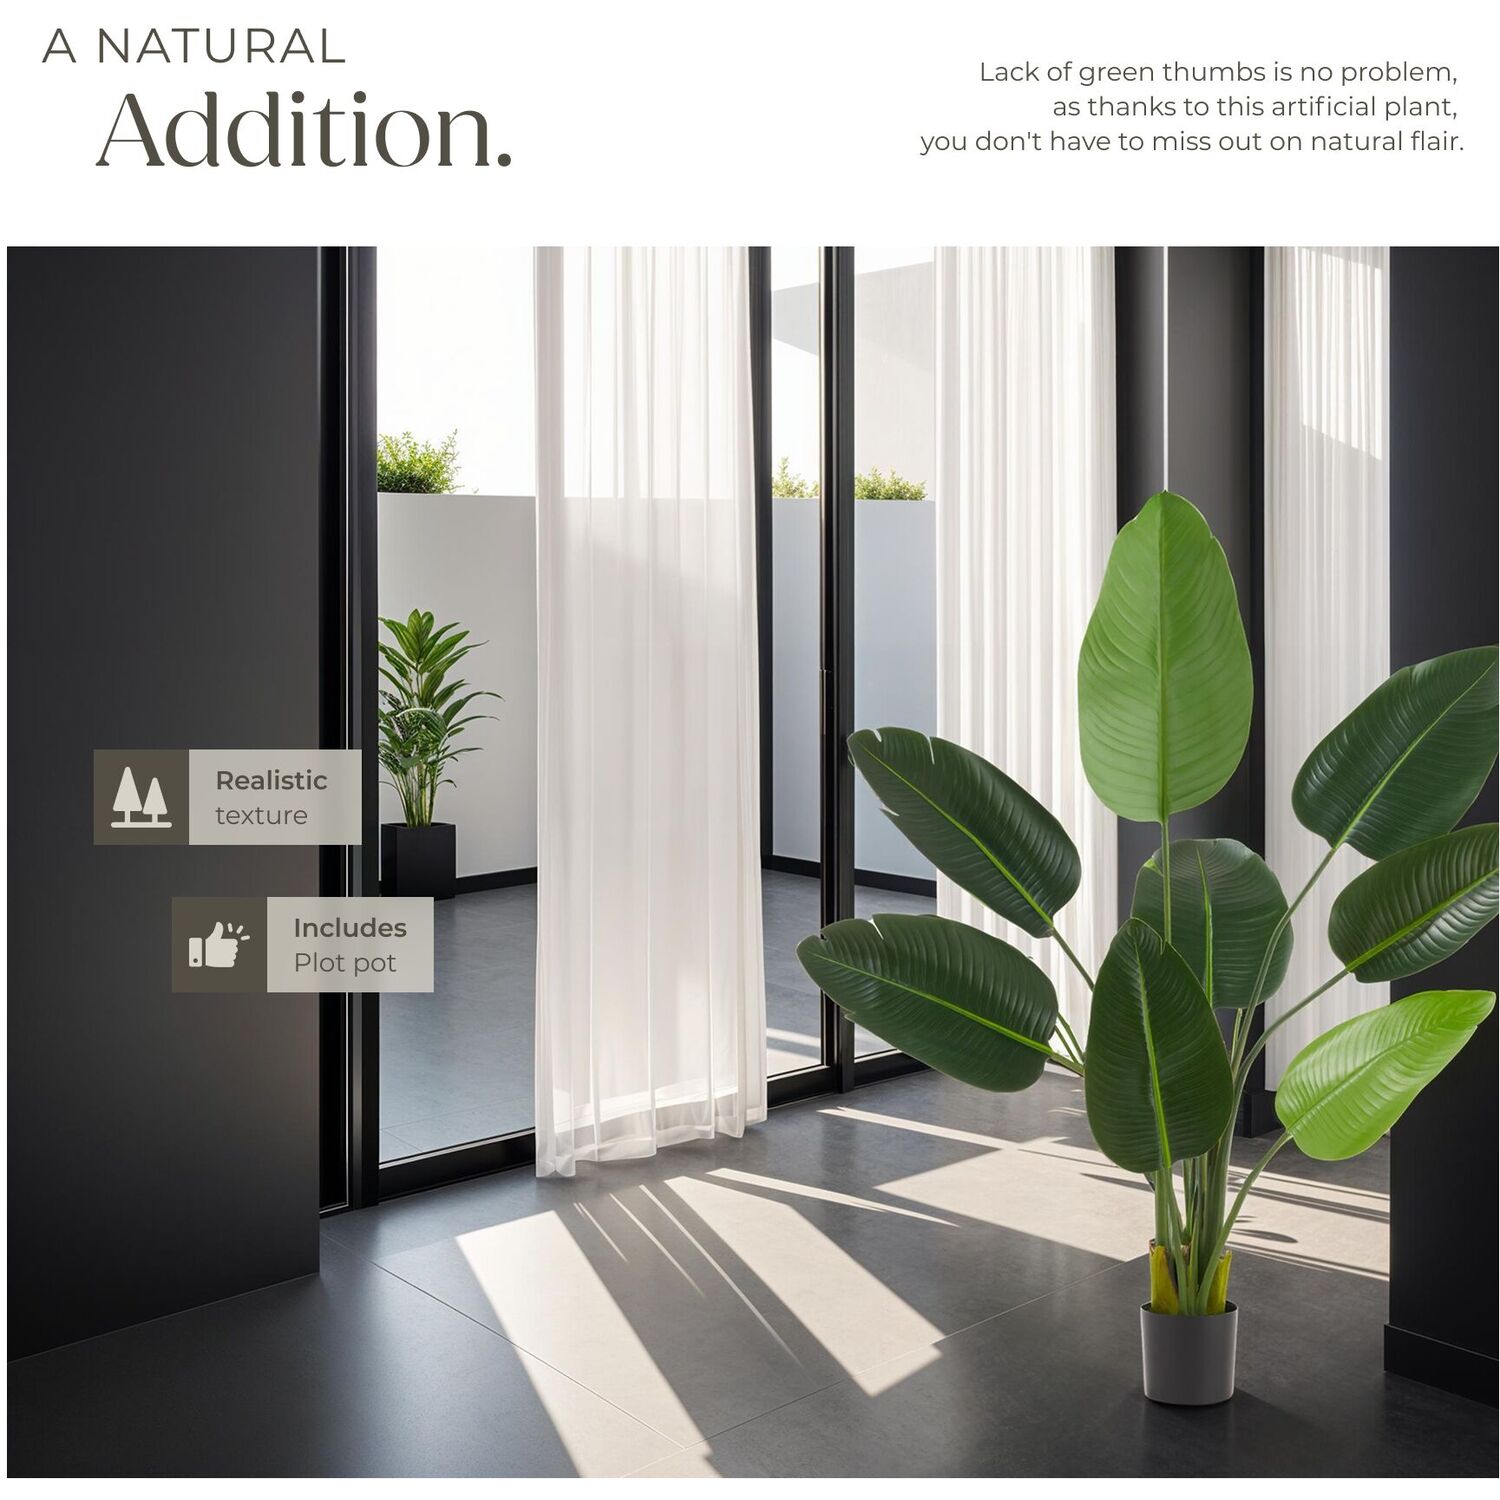 A NATURAL
Addition.
Lack of green thumbs is no problem,
as thanks to this artificial plant,
you don't have to miss out on natural flair.
Realistic
texture
Includes
Plot pot